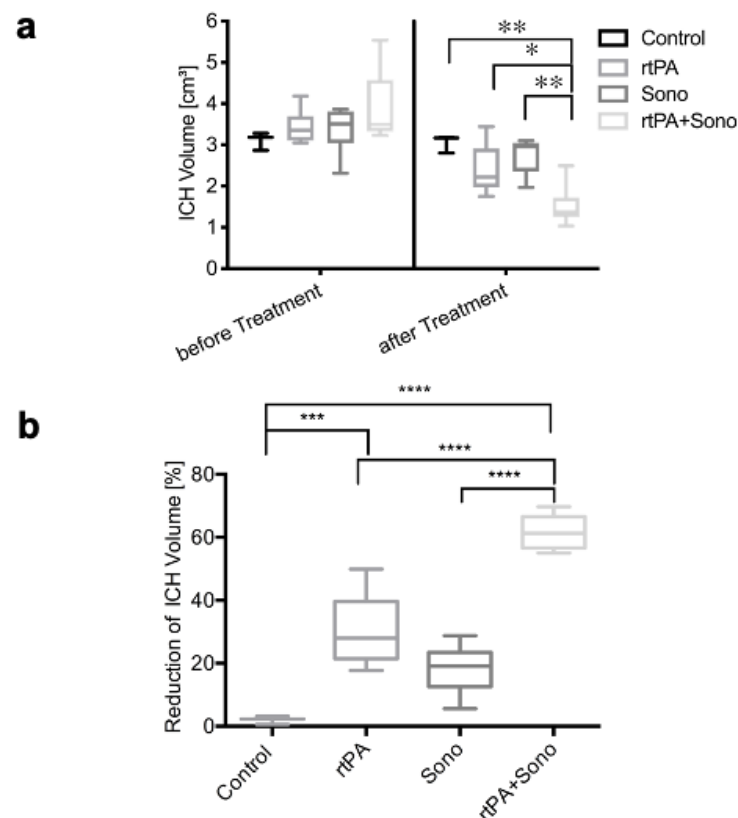 a
ICH Volume [cm³]
6
5
4
3
2
1
0
before Treatment
after Treatment
**
*
**
Control
rtPA
Sono
rtPA+Sono
b
Reduction of ICH Volume [%]
80
60
40
20
0
****
***
****
****
Control
rtPA
Sono
rtPA+Sono